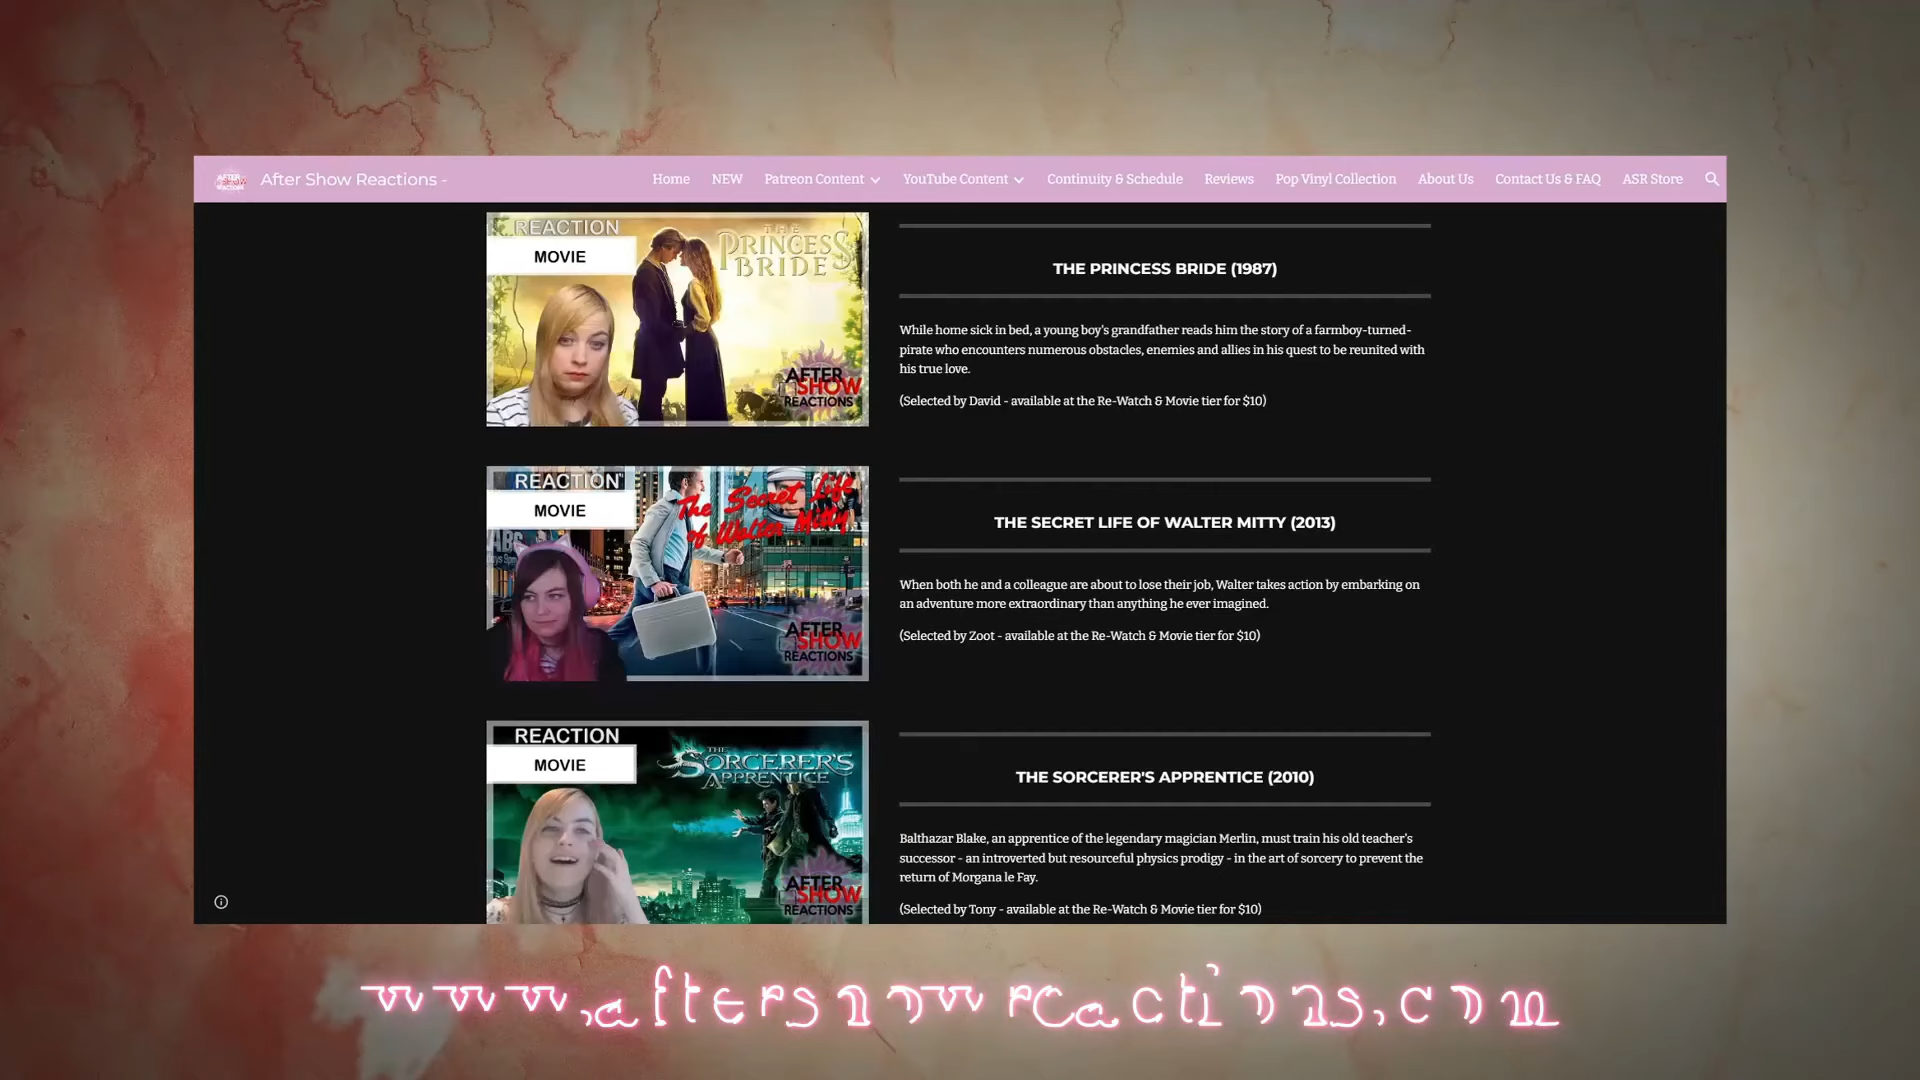 AFTER SHOW REACTIONS
After Show Reactions -
Home NEW Patreon Content YouTube Content Continuity & Schedule Reviews Pop Vinyl Collection About Us Contact Us & FAQ ASR Store
REACTION
MOVIE
THE
PRINCESS
BRIDE
AFTER
SHOW
REACTIONS
THE PRINCESS BRIDE (1987)
While home sick in bed, a young boy's grandfather reads him the story of a farmboy-turned-
pirate who encounters numerous obstacles, enemies and allies in his quest to be reunited with
his true love.
(Selected by David - available at the Re-Watch & Movie tier for $10)
REACTION
MOVIE
The Secret Life
of Walter Mitty
AFTER
SHOW
REACTIONS
THE SECRET LIFE OF WALTER MITTY (2013)
When both he and a colleague are about to lose their job, Walter takes action by embarking on
an adventure more extraordinary than anything he ever imagined.
(Selected by Zoot - available at the Re-Watch & Movie tier for $10)
REACTION
MOVIE
THE
SORCERER'S
APPRENTICE
AFTER
SHOW
REACTIONS
THE SORCERER'S APPRENTICE (2010)
Balthazar Blake, an apprentice of the legendary magician Merlin, must train his old teacher's
successor - an introverted but resourceful physics prodigy - in the art of sorcery to prevent the
return of Morgana le Fay.
(Selected by Tony - available at the Re-Watch & Movie tier for $10)
www.aftershowreactions.com